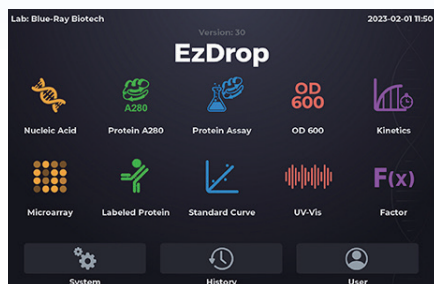 Lab: Blue-Ray Biotech 2023-02-01 11:50
Version: 30
EzDrop
A280
OD
600
F(x)
Nucleic Acid Protein A280 Protein Assay OD 600 Kinetics
Microarray Labeled Protein Standard Curve UV-Vis Factor
System History User